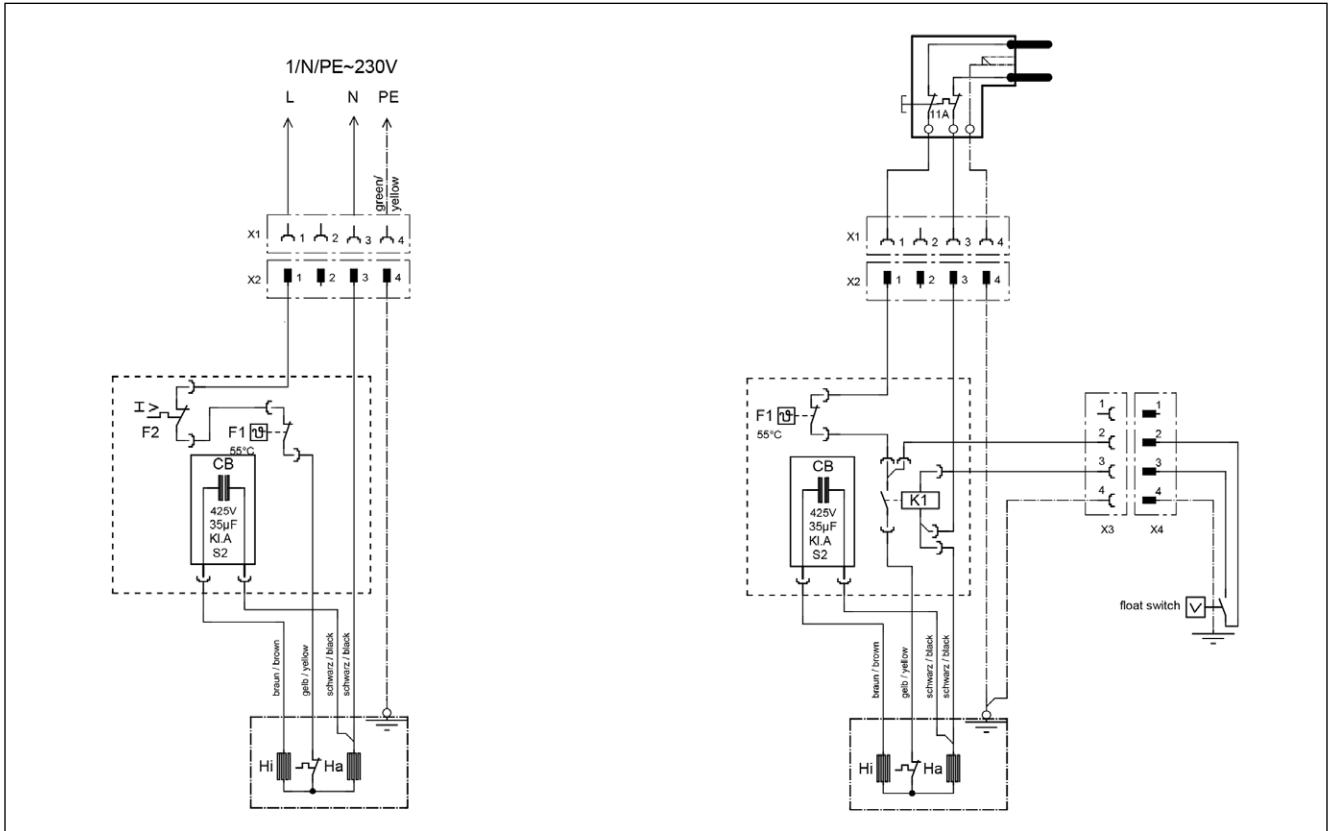 1/N/PE~230V
L N PE
green/
yellow
X1 1 2 3 4
X2 1 2 3 4
I >
F2
F1 ϑ
55°C
CB
425V
35µF
Kl.A
S2
braun / brown
gelb / yellow
schwarz / black
schwarz / black
Hi Ha
11A
X1 1 2 3 4
X2 1 2 3 4
F1 ϑ
55°C
CB
425V
35µF
Kl.A
S2
K1
1 1
2 2
3 3
4 4
X3 X4
float switch
braun / brown
gelb / yellow
schwarz / black
schwarz / black
Hi Ha